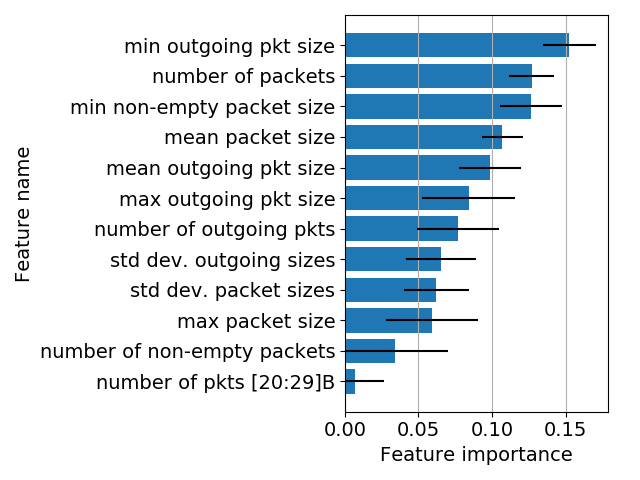 min outgoing pkt size
number of packets
min non-empty packet size
mean packet size
mean outgoing pkt size
max outgoing pkt size
number of outgoing pkts
std dev. outgoing sizes
std dev. packet sizes
max packet size
number of non-empty packets
number of pkts [20:29]B
Feature name
0.00 0.05 0.10 0.15
Feature importance